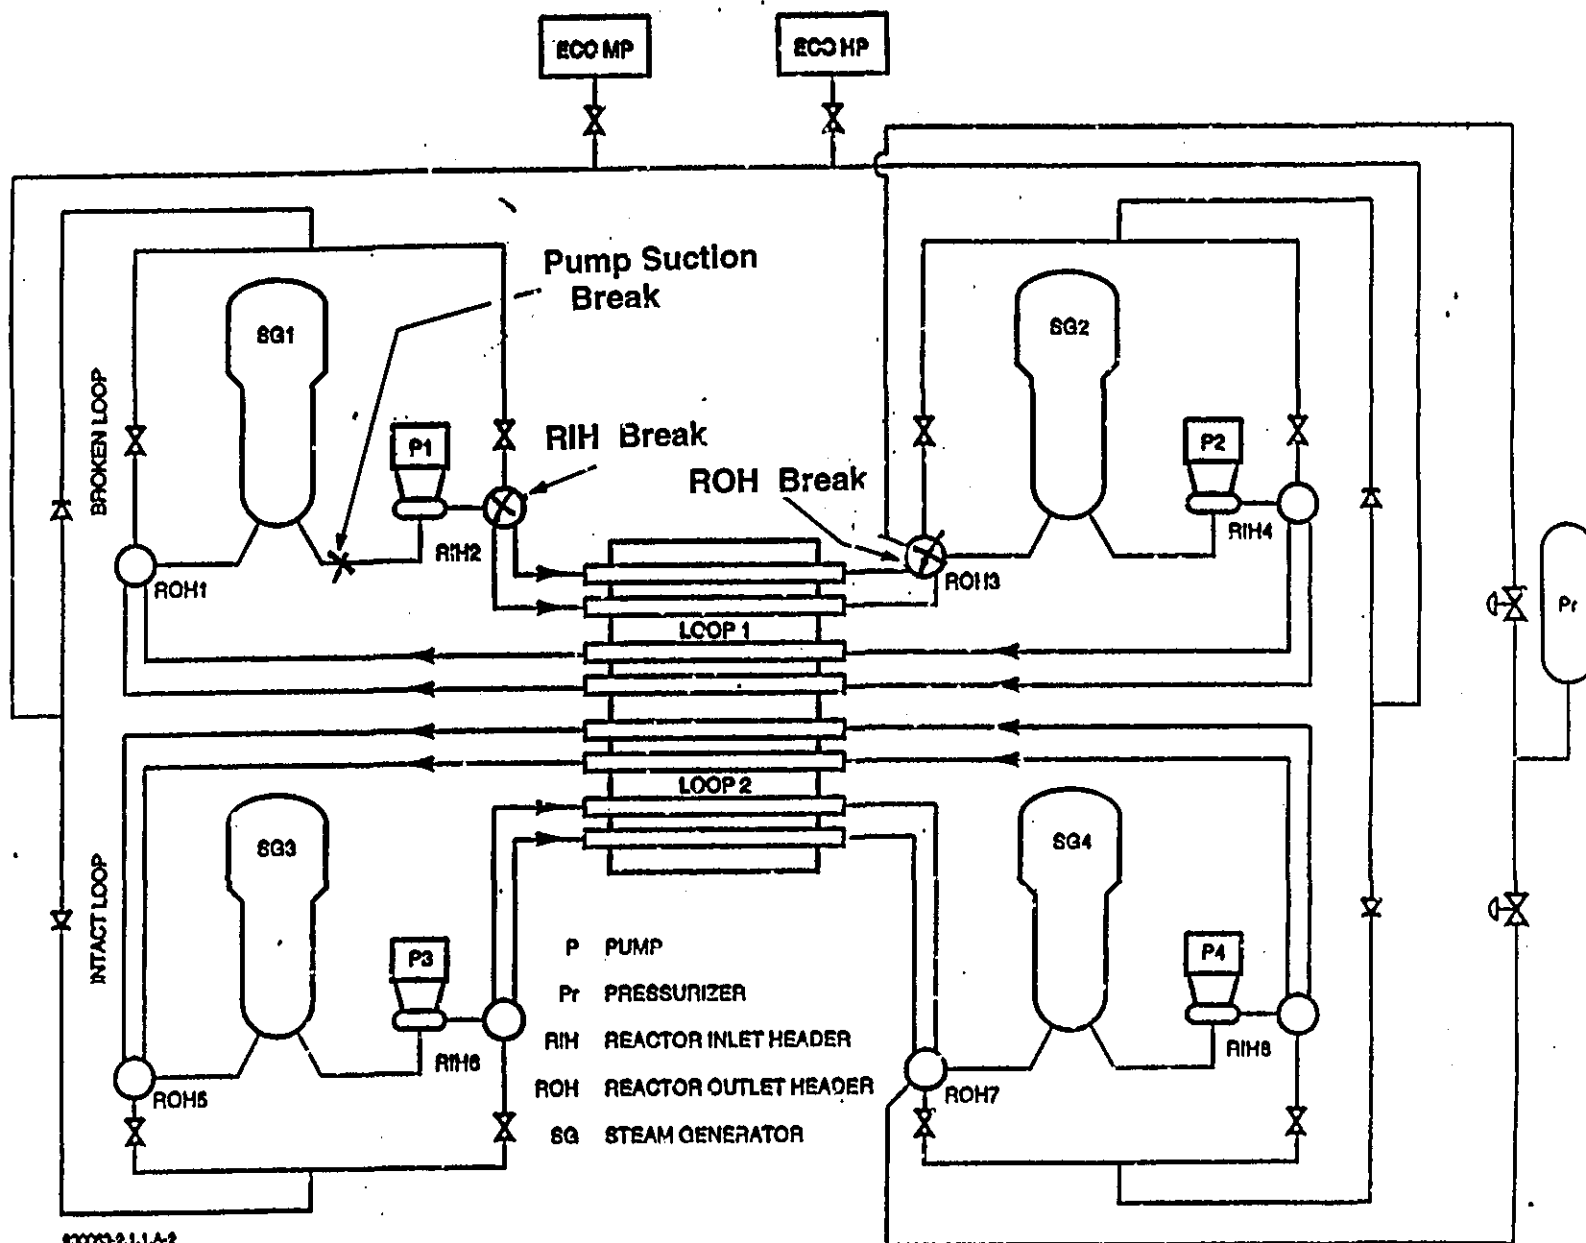 ECC MP
ECC HP
Pump Suction
Break
SG1
SG2
BROKEN LOOP
P1
RIH Break
P2
ROH Break
RIH2
RIH4
ROH1
ROH3
Pr
LOOP 1
LOOP 2
SG3
SG4
INTACT LOOP
P3
P4
P PUMP
Pr PRESSURIZER
RIH REACTOR INLET HEADER
ROH REACTOR OUTLET HEADER
SG STEAM GENERATOR
RIH6
RIH8
ROH5
ROH7